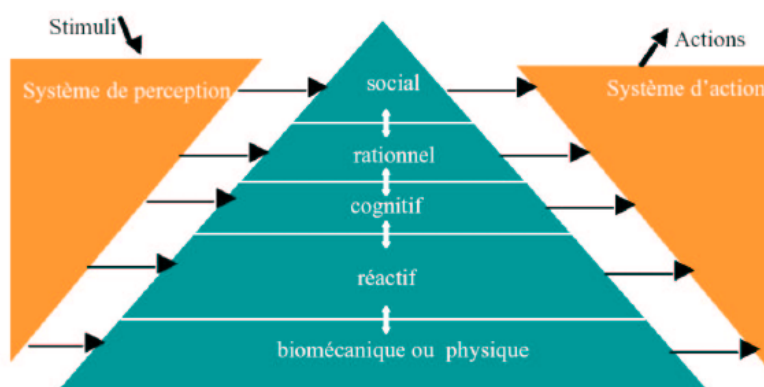 Stimuli
Actions
Système de perception
social
Système d'action
rationnel
cognitif
réactif
biomécanique ou physique